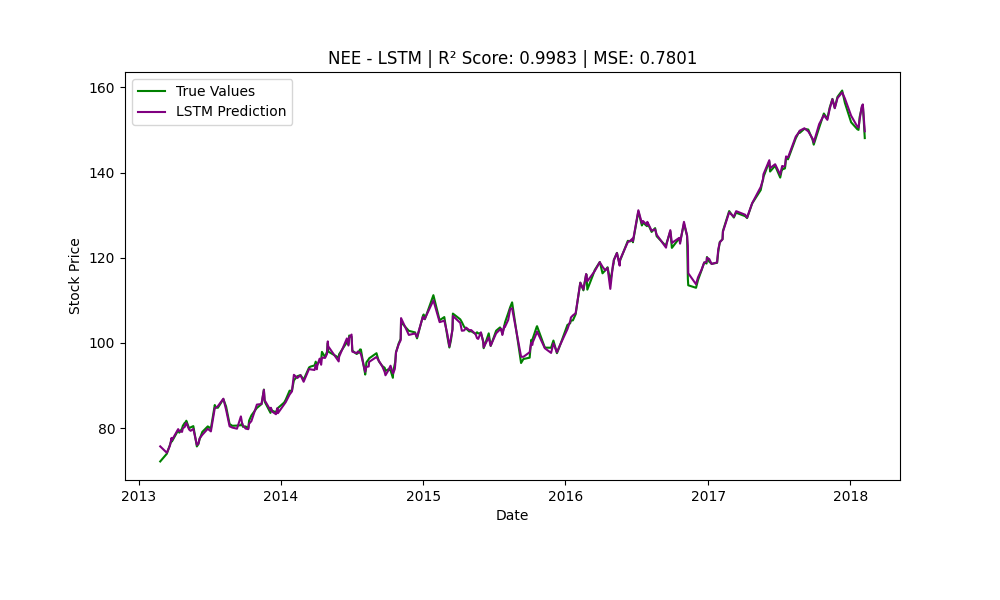 NEE - LSTM | R² Score: 0.9983 | MSE: 0.7801
True Values
LSTM Prediction
160
140
120
100
80
Stock Price
2013 2014 2015 2016 2017 2018
Date